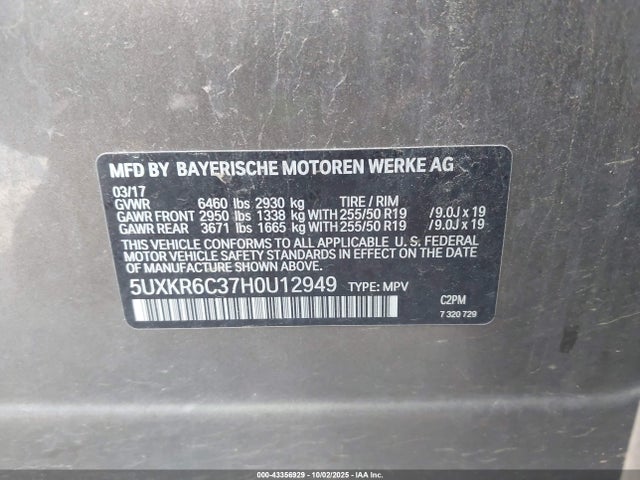 MFD BY BAYERISCHE MOTOREN WERKE AG
03/17
GVWR 6460 lbs 2930 kg TIRE / RIM
GAWR FRONT 2950 lbs 1338 kg WITH 255/50 R19 /9.0J x 19
GAWR REAR 3671 lbs 1665 kg WITH 255/50 R19 /9.0J x 19
THIS VEHICLE CONFORMS TO ALL APPLICABLE U. S. FEDERAL
MOTOR VEHICLE SAFETY STANDARDS IN EFFECT ON THE DATE
OF MANUFACTURE SHOWN ABOVE.
5UXKR6C37H0U12949 TYPE: MPV
C2PM
7 320 729
000-43356929 - 10/02/2025 - COPART, INC.